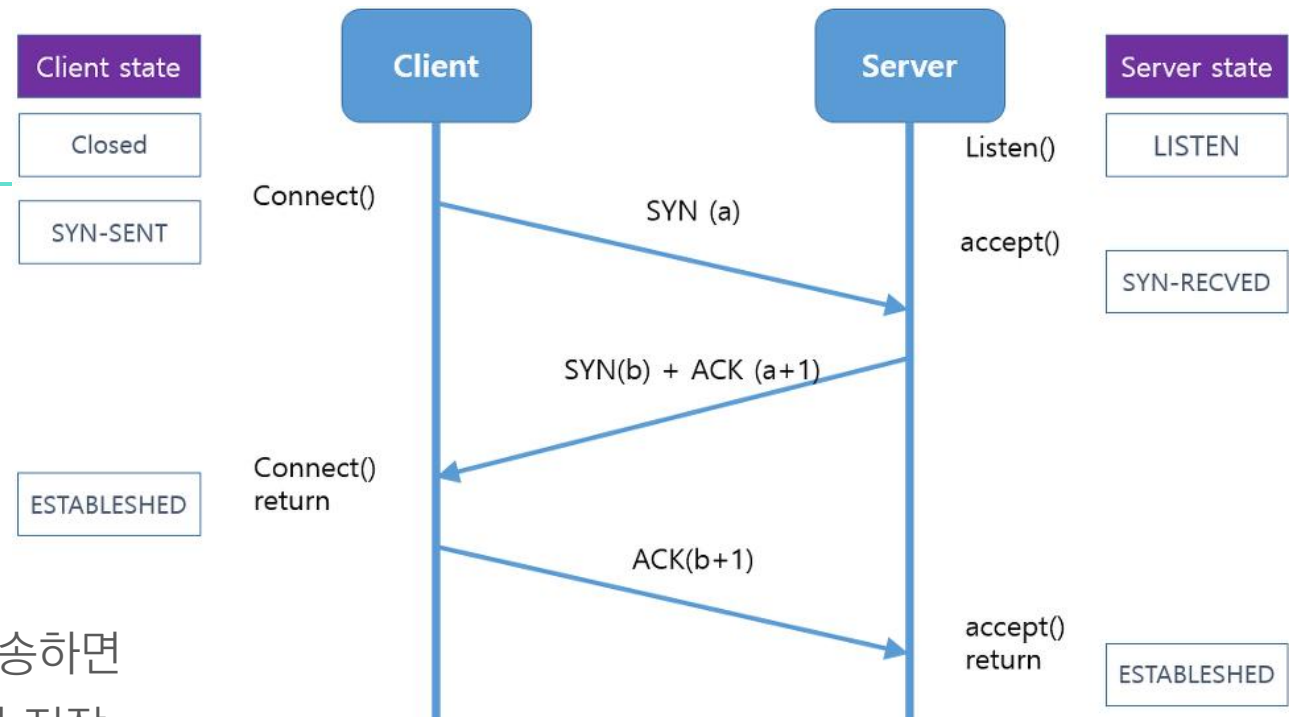 Client state
Client
Server
Server state
Closed
Listen()
LISTEN
Connect()
SYN (a)
SYN-SENT
accept()
SYN-RECVED
SYN(b) + ACK (a+1)
Connect()
return
ESTABLESHED
ACK(b+1)
accept()
return
ESTABLESHED
송하면